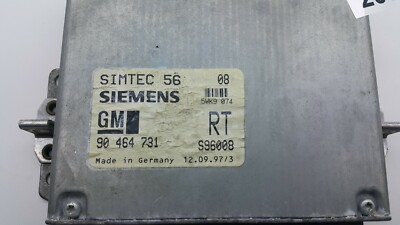 SIMTEC 56 08
SIEMENS 5WK9 074
GM RT
90 464 731 S96008
Made in Germany 12.09.97/3